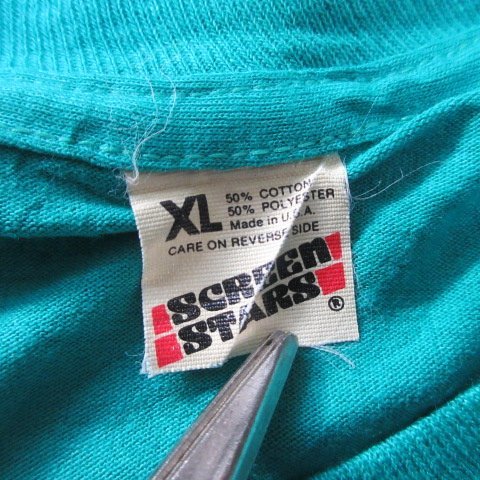 XL
50% COTTON
50% POLYESTER
Made in U.S.A.
CARE ON REVERSE SIDE
SCREEN
STARS
®